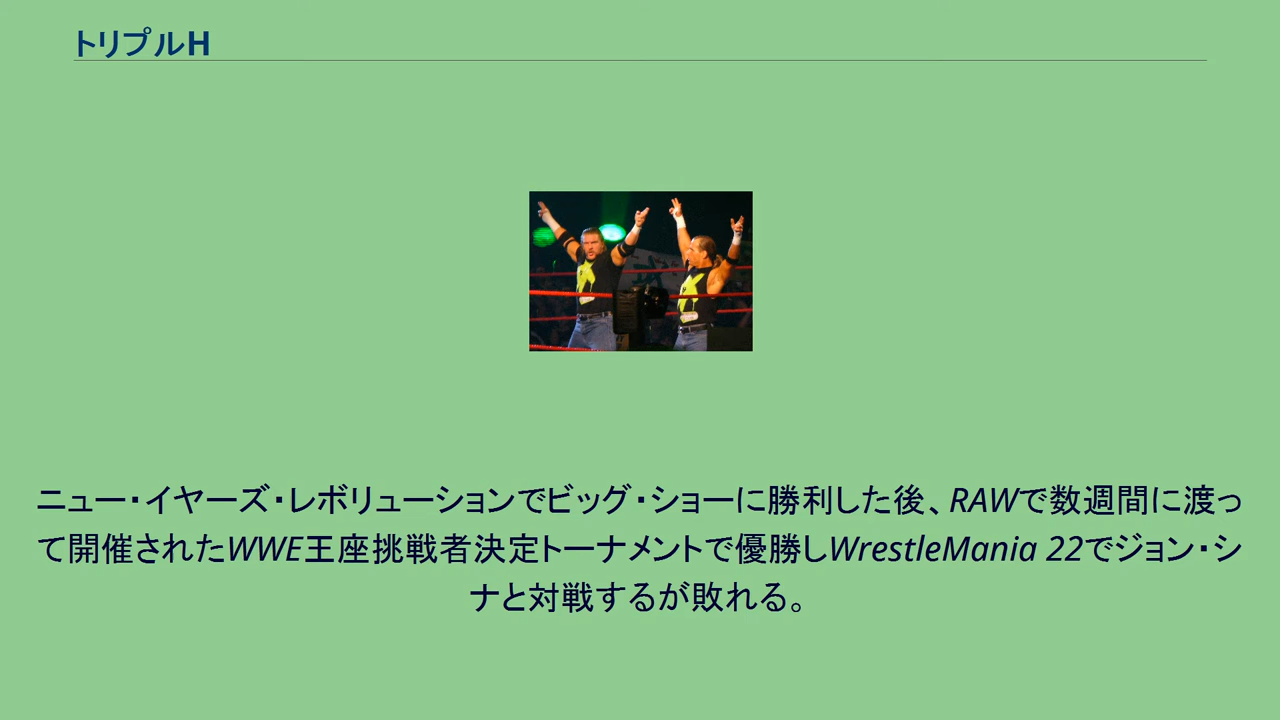 トリプルH
ニュー・イヤーズ・レボリューションでビッグ・ショーに勝利した後、RAWで数週間に渡っ
て開催されたWWE王座挑戦者決定トーナメントで優勝しWrestleMania 22でジョン・シ
ナと対戦するが敗れる。